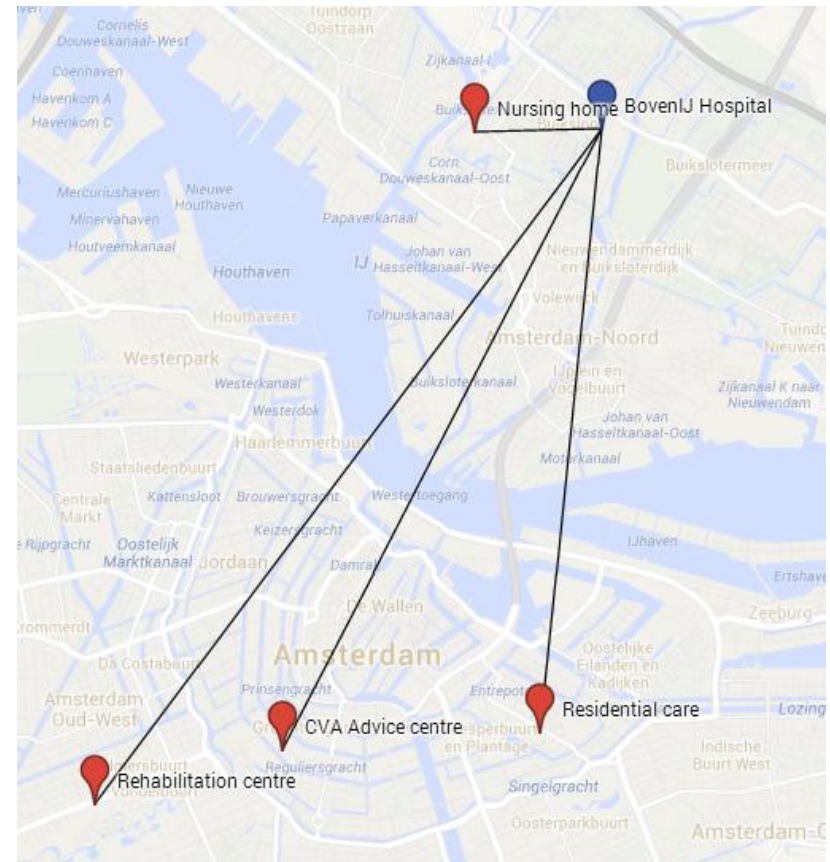 Tuindorp
Oostzaan
Cornelis
Douweskanaal-West
Coenhaven
Zijkanaal I
Havenkom A
Havenkom C
Nursing home
BovenIJ Hospital
Corn.
Douweskanaal-Oost
Buikslotermeer
Mercuriushaven
Nieuwe
Houthaven
Minervahaven
Houtveemkanaal
Papaverkanaal
Johan van
Hasseltkanaal-West
IJ
Nieuwendammerdijk
en Buiksloterdijk
Houthaven
Volewijck
Houthavens
Tolhuiskanaal
Amsterdam-Noord
Westerpark
IJplein en
Vogelbuurt
Westerkanaal
Buiksloterkanaal
Zijkanaal K naar
Nieuwendam
Westerdok
Johan van
Hasseltkanaal-Oost
Haarlemmerbuurt
Motorkanaal
Staatsliedenbuurt
Centrale
Markt
Kattensloot
Brouwersgracht
Westertoegang
Keizersgracht
IJhaven
e Rijpgracht
Oostelijk
Marktkanaal
Jordaan
Damrak
Ertshave
De Wallen
Zeeburg
rommerdt
Da Costabuurt
Amsterdam
Oostelijke
Eilanden en
Kadijken
Prinsengracht
Entrepotd
Amsterdam
Oud-West
Residential care
Lozing
CVA Advice centre
esperbuurt
en Plantage
Indische
Buurt West
Reguliersgracht
Rehabilitation centre
Singelgracht
Oosterparkbuurt
Amsterdam-O